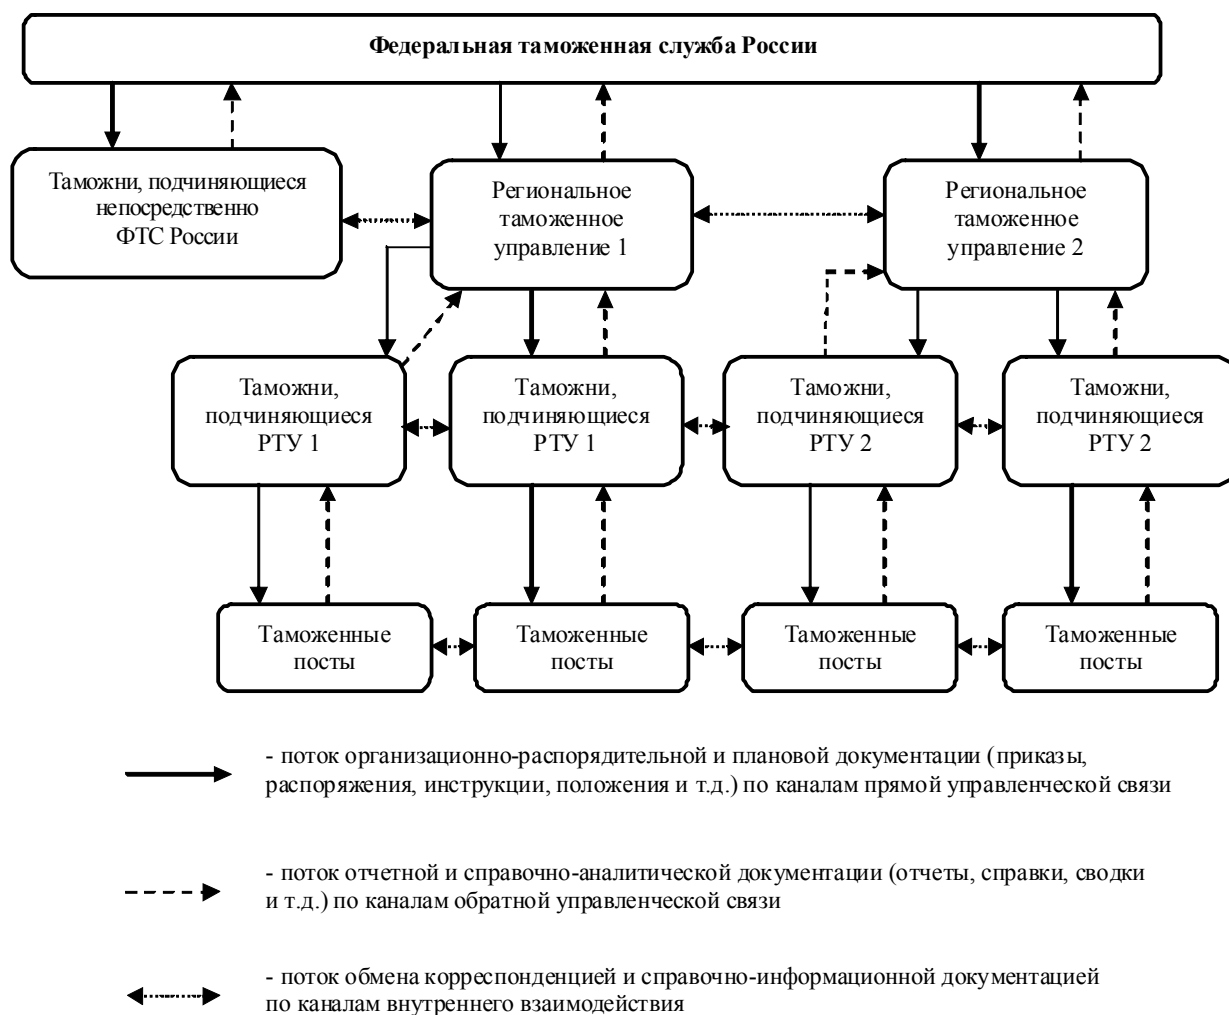 Федеральная таможенная служба России
Таможни, подчиняющиеся
непосредственно
ФТС России
Региональное
таможенное
управление 1
Региональное
таможенное
управление 2
Таможни,
подчиняющиеся
РТУ 1
Таможни,
подчиняющиеся
РТУ 1
Таможни,
подчиняющиеся
РТУ 2
Таможни,
подчиняющиеся
РТУ 2
Таможенные
посты
Таможенные
посты
Таможенные
посты
Таможенные
посты
- поток организационно-распорядительной и плановой документации (приказы,
распоряжения, инструкции, положения и т.д.) по каналам прямой управленческой связи
- поток отчетной и справочно-аналитической документации (отчеты, справки, сводки
и т.д.) по каналам обратной управленческой связи
- поток обмена корреспонденцией и справочно-информационной документацией
по каналам внутреннего взаимодействия